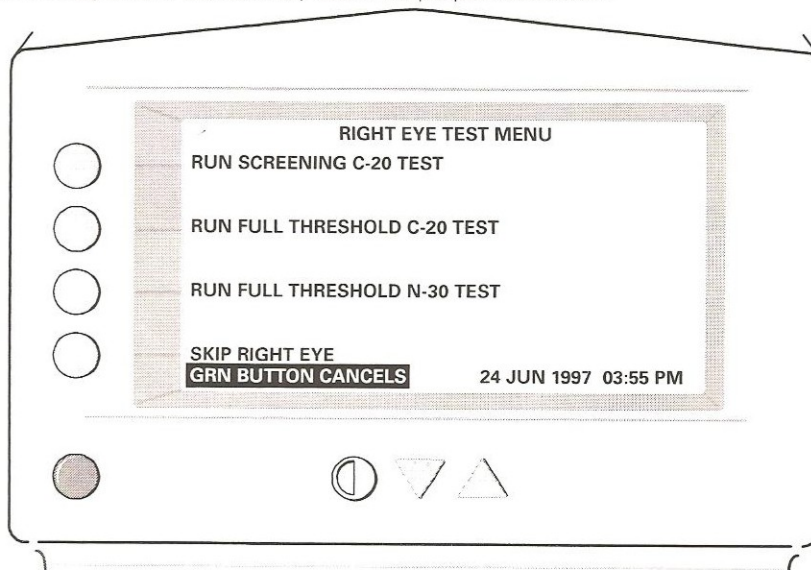 RIGHT EYE TEST MENU
RUN SCREENING C-20 TEST
RUN FULL THRESHOLD C-20 TEST
RUN FULL THRESHOLD N-30 TEST
SKIP RIGHT EYE
GRN BUTTON CANCELS 24 JUN 1997 03:55 PM